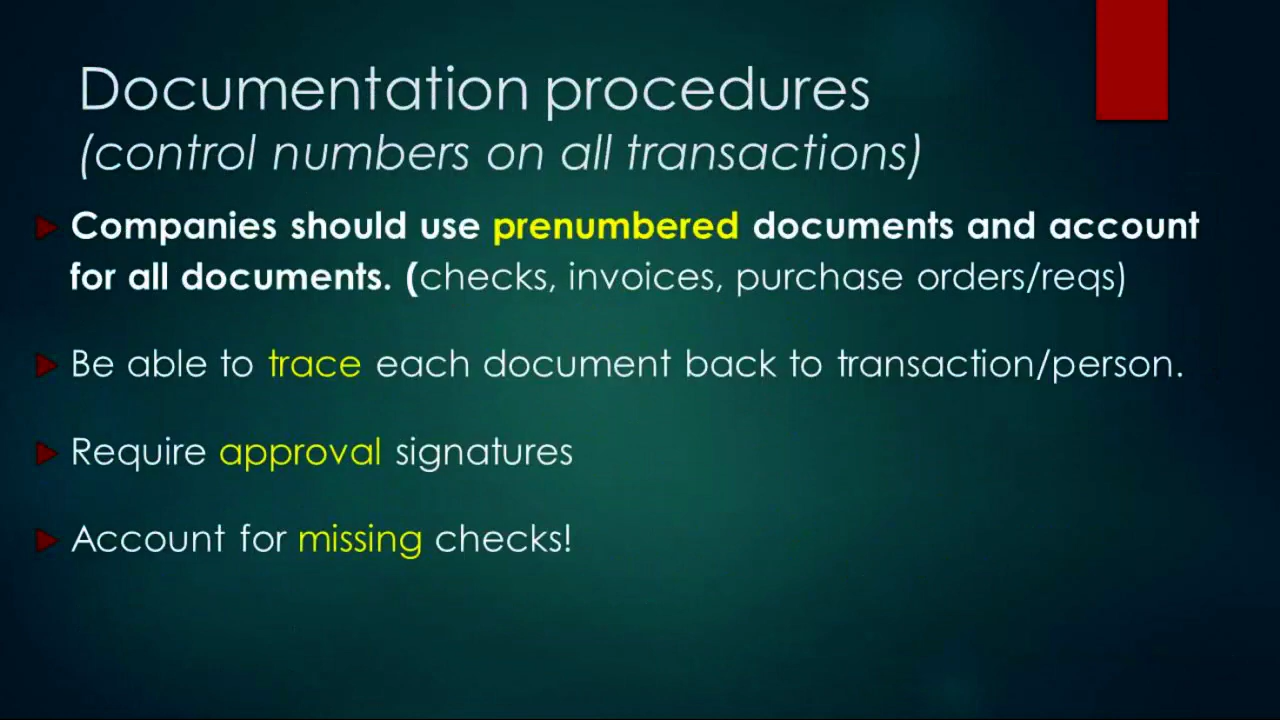 Documentation procedures
(control numbers on all transactions)
Companies should use prenumbered documents and account
for all documents. (checks, invoices, purchase orders/reqs)
Be able to trace each document back to transaction/person.
Require approval signatures
Account for missing checks!